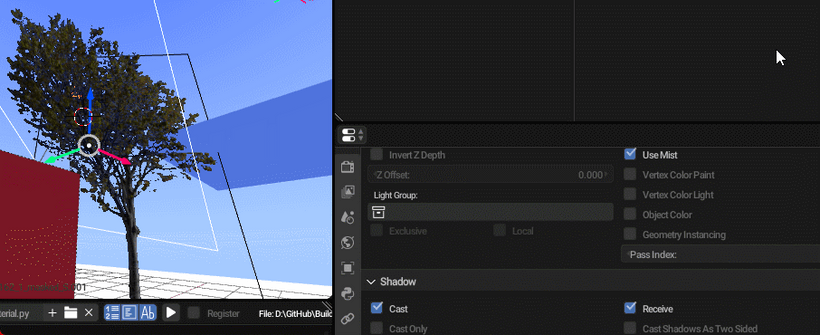 Invert Z Depth
Use Mist
Z Offset: 0.000
Vertex Color Paint
Light Group:
Vertex Color Light
Object Color
Exclusive Local
Geometry Instancing
Pass Index:
Shadow
Cast
Receive
Cast Only
Cast Shadows As Two Sided
terial.py
Ab
Register
File: D:\GitHub\Build